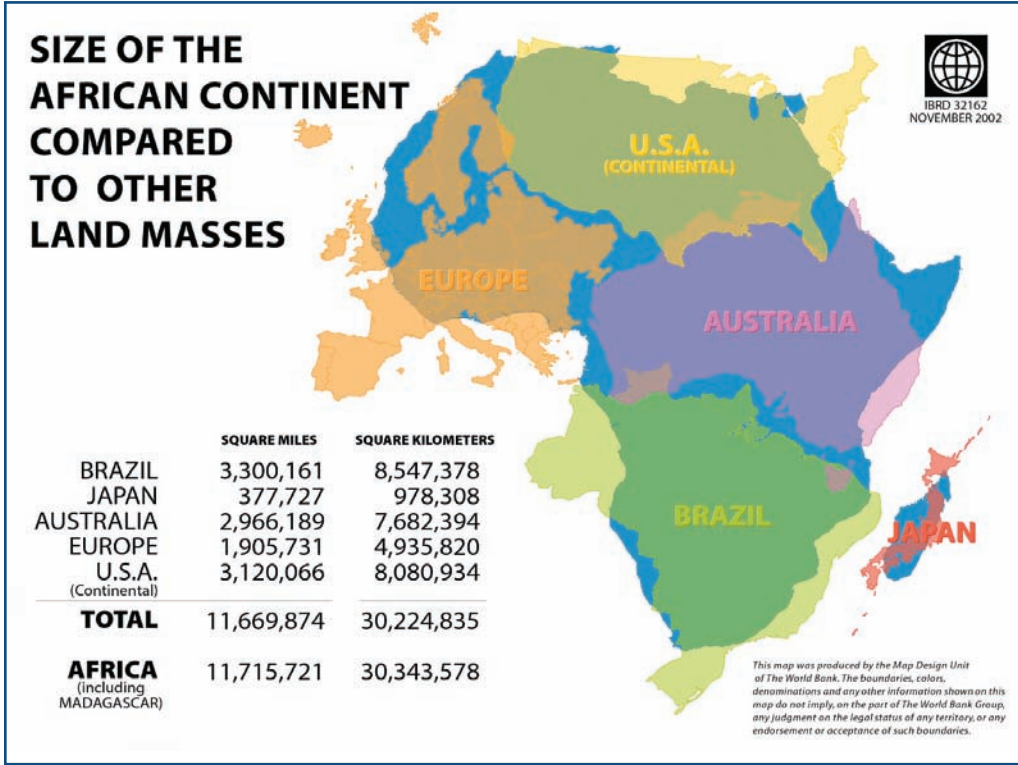 SIZE OF THE
AFRICAN CONTINENT
COMPARED
TO OTHER
LAND MASSES
IBRD 32162
NOVEMBER 2002
U.S.A.
(CONTINENTAL)
EUROPE
AUSTRALIA
BRAZIL
JAPAN
SQUARE MILES SQUARE KILOMETERS
BRAZIL 3,300,161 8,547,378
JAPAN 377,727 978,308
AUSTRALIA 2,966,189 7,682,394
EUROPE 1,905,731 4,935,820
U.S.A. 3,120,066 8,080,934
(Continental)
TOTAL 11,669,874 30,224,835
AFRICA 11,715,721 30,343,578
(including
MADAGASCAR)
This map was produced by the Map Design Unit
of The World Bank. The boundaries, colors,
denominations and any other information shown on this
map do not imply, on the part of The World Bank Group,
any judgment on the legal status of any territory, or any
endorsement or acceptance of such boundaries.